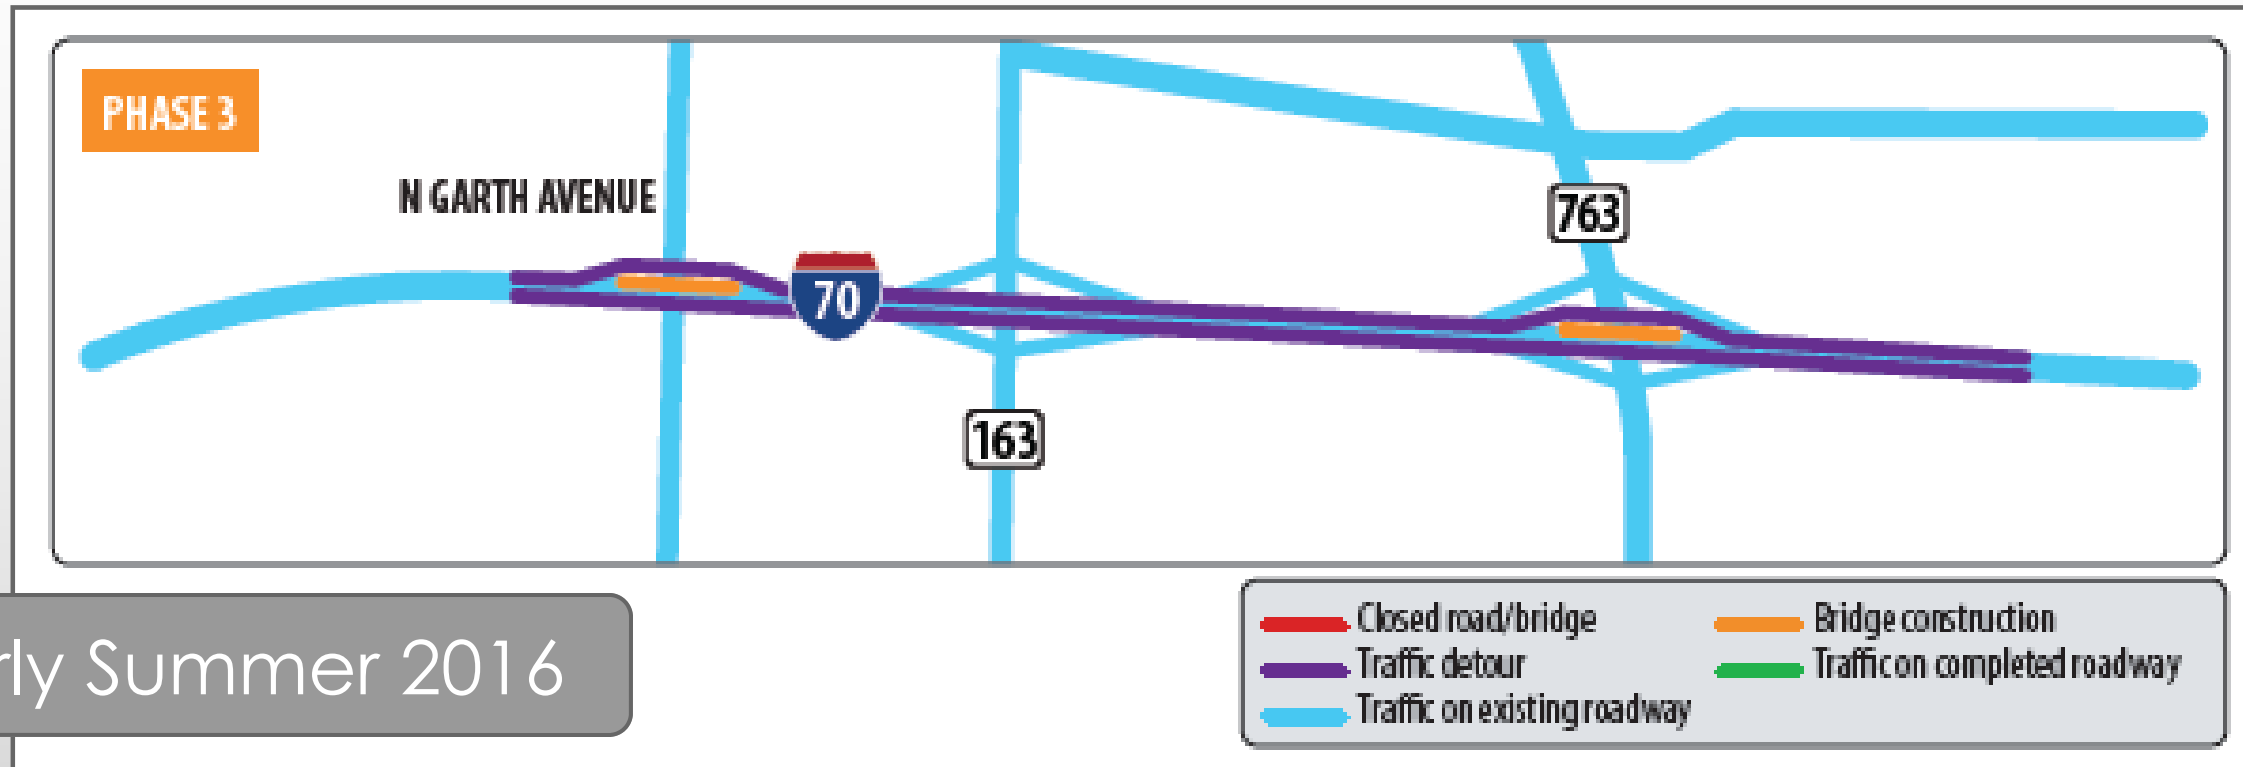 PHASE 3
N GARTH AVENUE
763
70
163
Summer 2016
Closed road/bridge
Traffic detour
Traffic on existing roadway
Bridge construction
Traffic on completed roadway